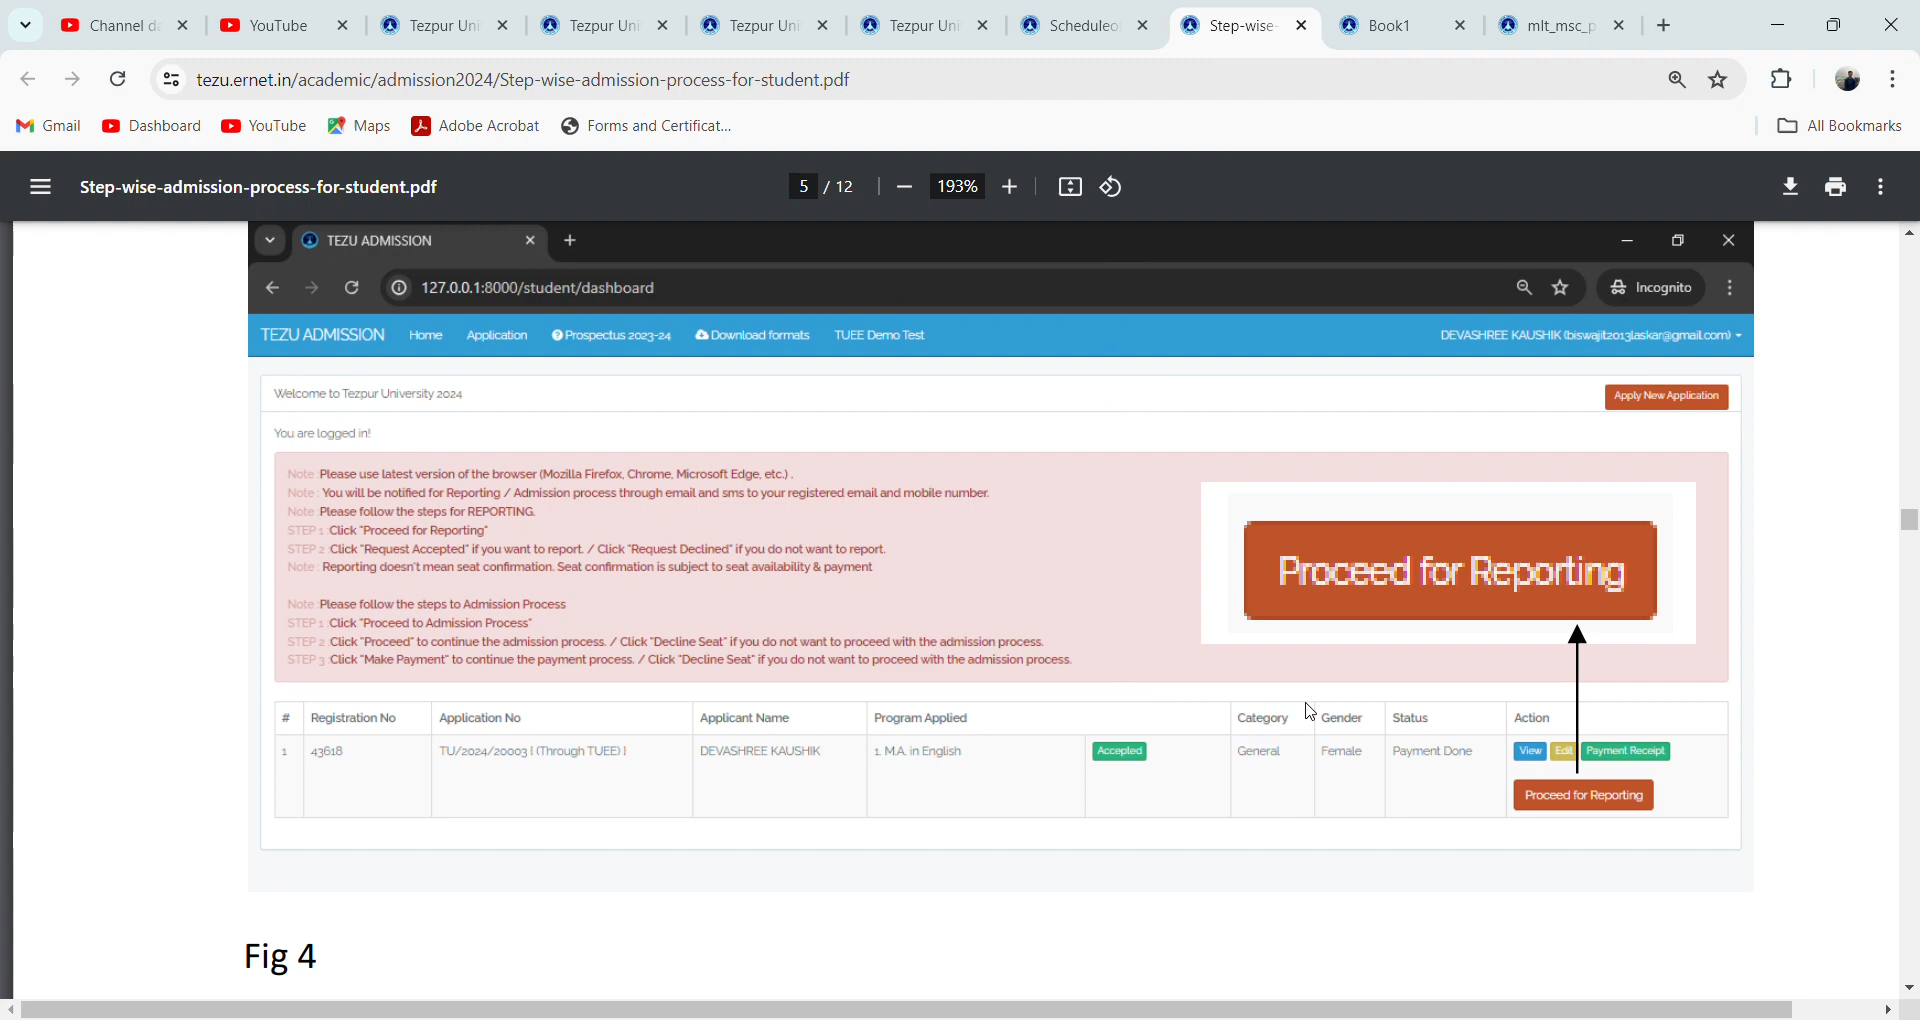 Channel da
YouTube
Tezpur Uni
Tezpur Uni
Tezpur Uni
Tezpur Uni
Scheduleof
Step-wise-
Book1
mlt_msc_p
tezu.ernet.in/academic/admission2024/Step-wise-admission-process-for-student.pdf
Gmail
Dashboard
YouTube
Maps
Adobe Acrobat
Forms and Certificat...
All Bookmarks
Step-wise-admission-process-for-student.pdf
5 / 12
193%
TEZU ADMISSION
127.0.0.1:8000/student/dashboard
Incognito
TEZU ADMISSION Home Application Prospectus 2023-24 Download formats TUEE Demo Test DEVASHREE KAUSHIK (biswajit2013laskar@gmail.com)
Welcome to Tezpur University 2024
Apply New Application
You are logged in!
Note : Please use latest version of the browser (Mozilla Firefox, Chrome, Microsoft Edge, etc.) .
Note : You will be notified for Reporting / Admission process through email and sms to your registered email and mobile number.
Note : Please follow the steps for REPORTING.
STEP 1 : Click "Proceed for Reporting"
STEP 2 : Click "Request Accepted" if you want to report. / Click "Request Declined" if you do not want to report.
Note : Reporting doesn't mean seat confirmation. Seat confirmation is subject to seat availability & payment
Note : Please follow the steps to Admission Process
STEP 1 : Click "Proceed to Admission Process"
STEP 2 : Click "Proceed" to continue the admission process. / Click "Decline Seat" if you do not want to proceed with the admission process.
STEP 3 : Click "Make Payment" to continue the payment process. / Click "Decline Seat" if you do not want to proceed with the admission process.
Proceed for Reporting
# Registration No Application No Applicant Name Program Applied Category Gender Status Action
1 43618 TU/2024/20003 [ (Through TUEE) ] DEVASHREE KAUSHIK 1. M.A. in English Accepted General Female Payment Done View Edit Payment Receipt
Proceed for Reporting
Fig 4